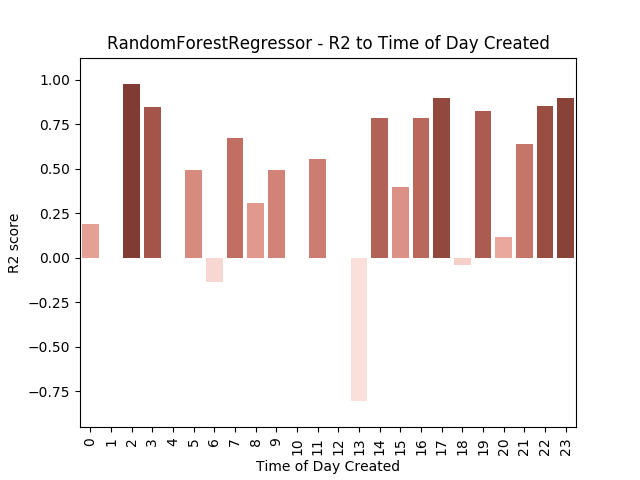 RandomForestRegressor - R2 to Time of Day Created
1.00
0.75
0.50
0.25
0.00
−0.25
−0.50
−0.75
R2 score
0 1 2 3 4 5 6 7 8 9 10 11 12 13 14 15 16 17 18 19 20 21 22 23
Time of Day Created